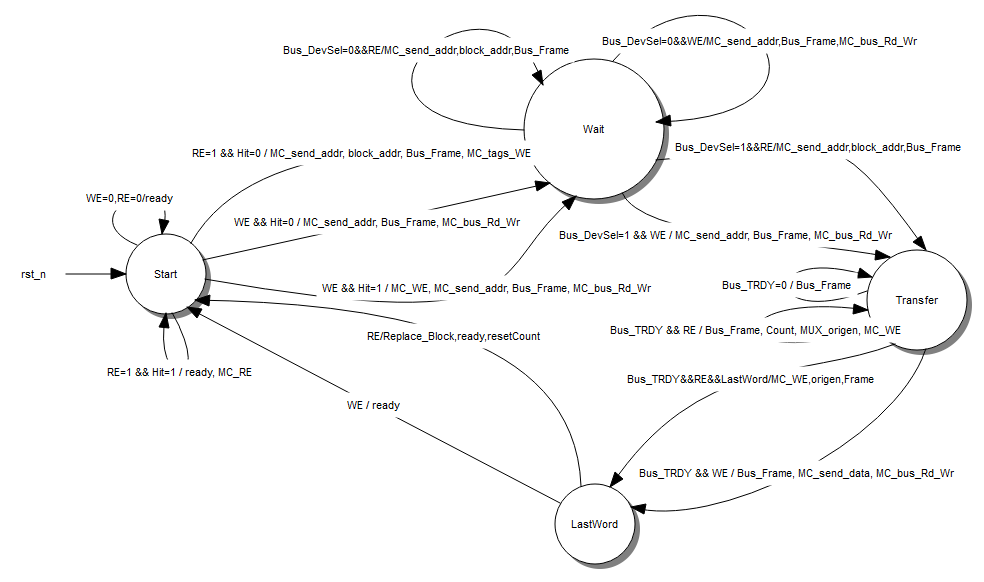 Bus_DevSel=0&&WE/MC_send_addr,Bus_Frame,MC_bus_Rd_Wr
Bus_DevSel=0&&RE/MC_send_addr,block_addr,Bus_Frame
Wait
Bus_DevSel=1&&RE/MC_send_addr,block_addr,Bus_Frame
RE=1 && Hit=0 / MC_send_addr, block_addr, Bus_Frame, MC_tags_WE
WE=0,RE=0/ready
WE && Hit=0 / MC_send_addr, Bus_Frame, MC_bus_Rd_Wr
Bus_DevSel=1 && WE / MC_send_addr, Bus_Frame, MC_bus_Rd_Wr
rst_n
Start
WE && Hit=1 / MC_WE, MC_send_addr, Bus_Frame, MC_bus_Rd_Wr
Bus_TRDY=0 / Bus_Frame
Transfer
Bus_TRDY && RE / Bus_Frame, Count, MUX_origen, MC_WE
RE/Replace_Block,ready,resetCount
RE=1 && Hit=1 / ready, MC_RE
Bus_TRDY&&RE&&LastWord/MC_WE,origen,Frame
WE / ready
Bus_TRDY && WE / Bus_Frame, MC_send_data, MC_bus_Rd_Wr
LastWord